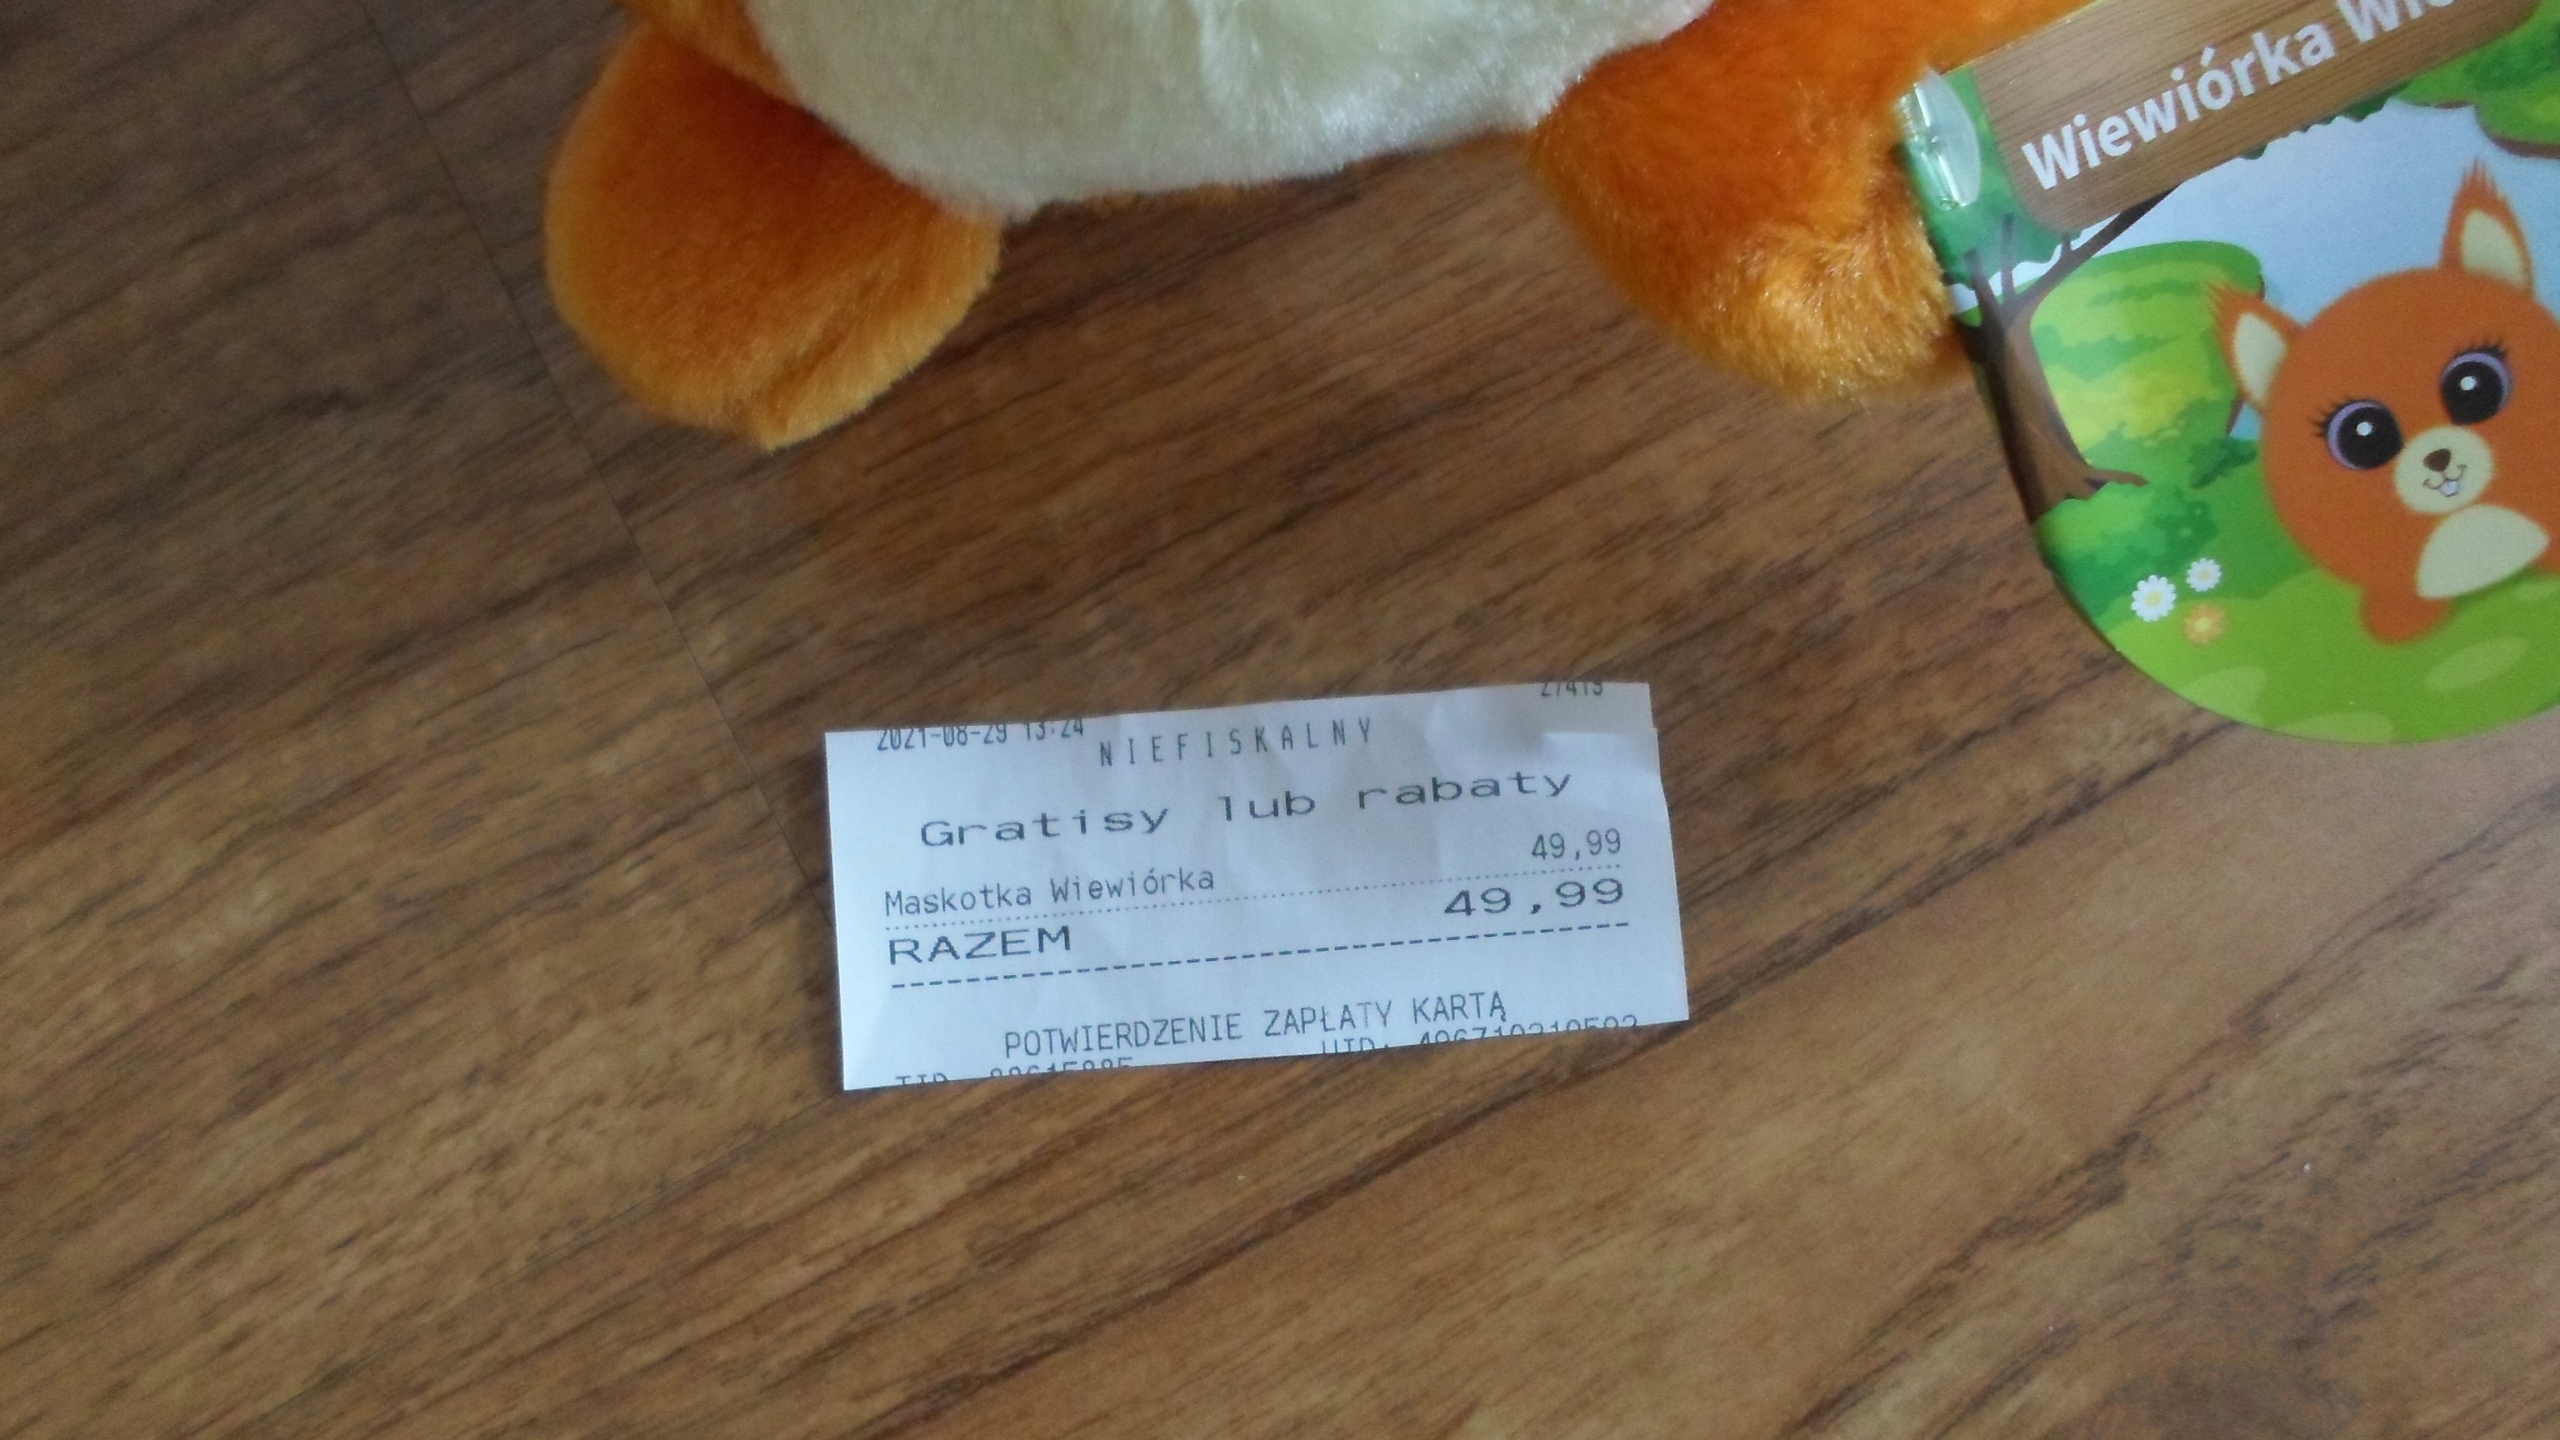 Wiewiórka
2021-08-29 13:24 27415
NIEFISKALNY
Gratisy lub rabaty
Maskotka Wiewiórka 49,99
RAZEM 49,99
POTWIERDZENIE ZAPŁATY KARTĄ